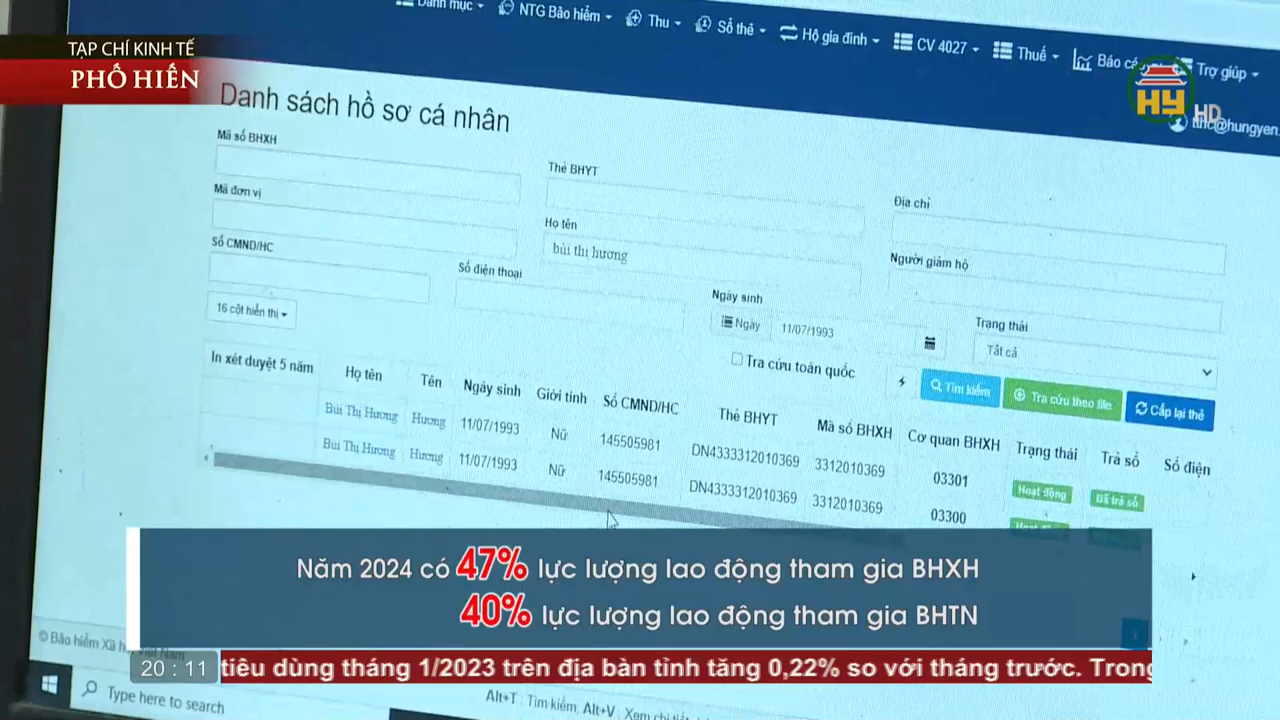 Danh mục
NTG Bảo hiểm
Thu
Sổ thẻ
Hộ gia đình
CV 4027
Thuế
Trợ giúp
TẠP CHÍ KINH TẾ
PHỐ HIẾN
HY HD
Danh sách hồ sơ cá nhân
Mã số BHXH
Thẻ BHYT
Địa chỉ
Mã đơn vị
Họ tên
bùi thị hương
Người giám hộ
Số CMND/HC
Số điện thoại
Ngày sinh
Ngày
11/07/1993
Trạng thái
Tất cả
16 cột hiển thị
Tra cứu toàn quốc
Tìm kiếm
Tra cứu theo file
Cấp lại thẻ
In xét duyệt 5 năm Họ tên Tên Ngày sinh Giới tính Số CMND/HC Thẻ BHYT Mã số BHXH Cơ quan BHXH Trạng thái Trả sổ Số điện
Bùi Thị Hương Hương 11/07/1993 Nữ 145505981 DN4333312010369 3312010369 03301 Hoạt động Đã trả sổ
Bùi Thị Hương Hương 11/07/1993 Nữ 145505981 DN4333312010369 3312010369 03300
Năm 2024 có 47% lực lượng lao động tham gia BHXH
40% lực lượng lao động tham gia BHTN
© Bảo hiểm Xã
20 : 11 tiêu dùng tháng 1/2023 trên địa bàn tỉnh tăng 0,22% so với tháng trước. Trong
Type here to search
Alt+T : Tìm kiếm, Alt+V : Xem chi tiết